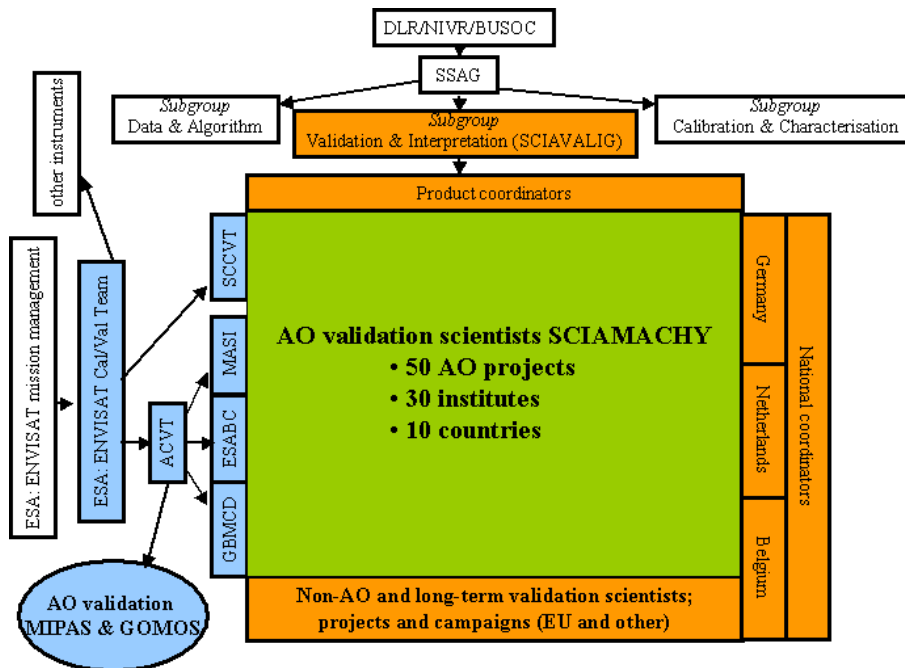 DLR/NIVR/BUSOC
SSAG
Subgroup
Data & Algorithm
Subgroup
Validation & Interpretation (SCIAVALIG)
Subgroup
Calibration & Characterisation
other instruments
ESA: ENVISAT mission management
ESA: ENVISAT Cal/Val Team
ACVT
SCCVT
MASI
ESABC
GBMCD
Product coordinators
AO validation scientists SCIAMACHY
• 50 AO projects
• 30 institutes
• 10 countries
Germany
Netherlands
Belgium
National coordinators
AO validation
MIPAS & GOMOS
Non-AO and long-term validation scientists;
projects and campaigns (EU and other)